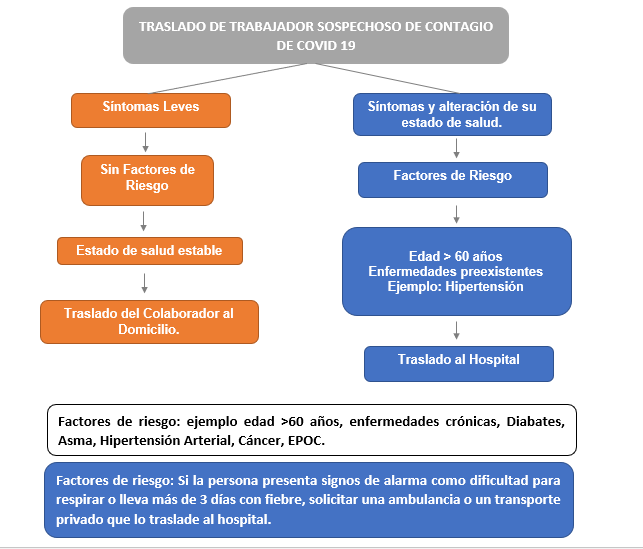 TRASLADO DE TRABAJADOR SOSPECHOSO DE CONTAGIO
DE COVID 19
Síntomas Leves
Sin Factores de
Riesgo
Estado de salud estable
Traslado del Colaborador al
Domicilio.
Síntomas y alteración de su
estado de salud.
Factores de Riesgo
Edad > 60 años
Enfermedades preexistentes
Ejemplo: Hipertensión
Traslado al Hospital
Factores de riesgo: ejemplo edad >60 años, enfermedades crónicas, Diabates,
Asma, Hipertensión Arterial, Cáncer, EPOC.
Factores de riesgo: Si la persona presenta signos de alarma como dificultad para
respirar o lleva más de 3 días con fiebre, solicitar una ambulancia o un transporte
privado que lo traslade al hospital.